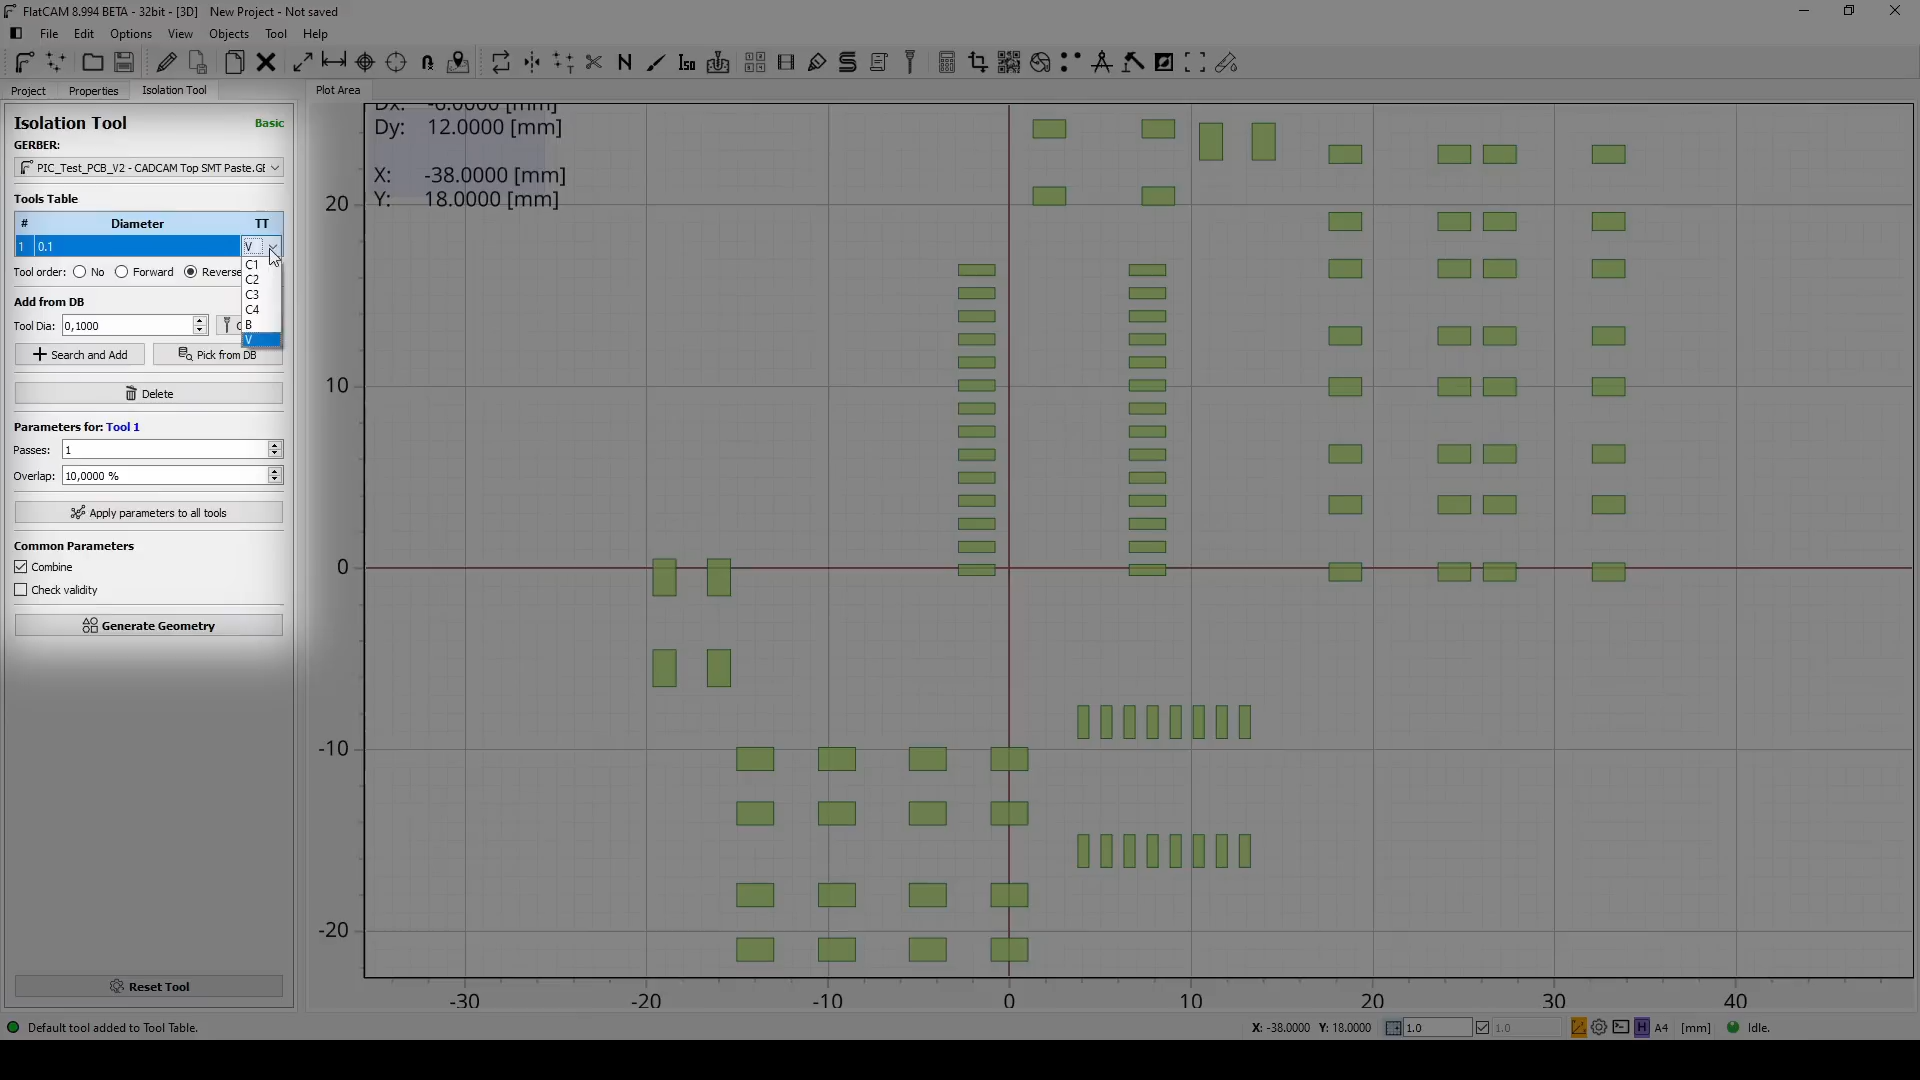 FlatCAM 8.994 BETA - 32bit - [3D]    New Project - Not saved
File Edit Options View Objects Tool Help
N Iso
Project Properties Isolation Tool Plot Area
Isolation Tool Basic
GERBER:
PIC_Test_PCB_V2 - CADCAM Top SMT Paste.GE
Tools Table
# Diameter TT
1 0.1 V
C1
C2
C3
C4
B
V
Tool order: No Forward Reverse
Add from DB
Tool Dia: 0,1000
Search and Add Pick from DB
Delete
Parameters for: Tool 1
Passes: 1
Overlap: 10,0000 %
Apply parameters to all tools
Common Parameters
Combine
Check validity
Generate Geometry
Reset Tool
Dx: -6.0000 [mm]
Dy: 12.0000 [mm]
X: -38.0000 [mm]
Y: 18.0000 [mm]
20
10
0
-10
-20
-30 -20 -10 0 10 20 30 40
Default tool added to Tool Table.
X: -38.0000 Y: 18.0000 1.0 1.0 H A4 [mm] Idle.